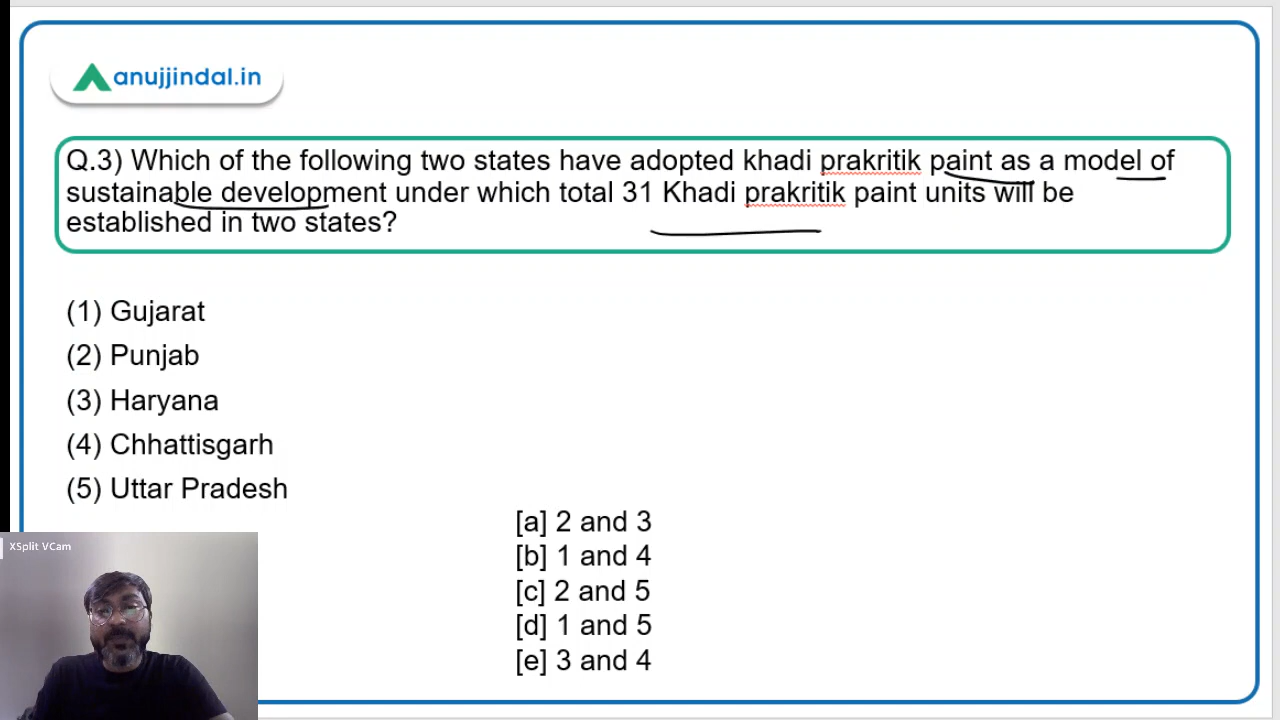 anujjindal.in
Q.3) Which of the following two states have adopted khadi prakritik paint as a model of
sustainable development under which total 31 Khadi prakritik paint units will be
established in two states?
(1) Gujarat
(2) Punjab
(3) Haryana
(4) Chhattisgarh
(5) Uttar Pradesh
[a] 2 and 3
[b] 1 and 4
[c] 2 and 5
[d] 1 and 5
[e] 3 and 4
XSplit VCam